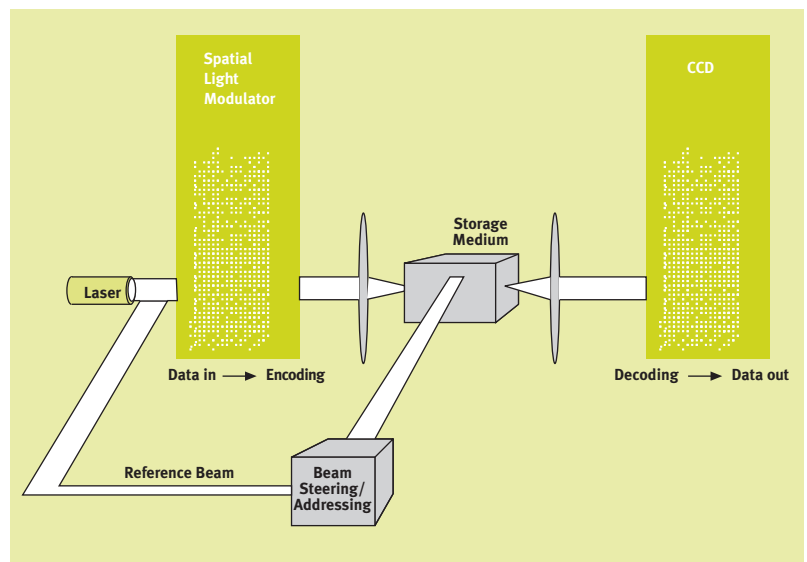 Spatial
Light
Modulator
CCD
Storage
Medium
Laser
Data in
Encoding
Decoding
Data out
Reference Beam
Beam
Steering/
Addressing